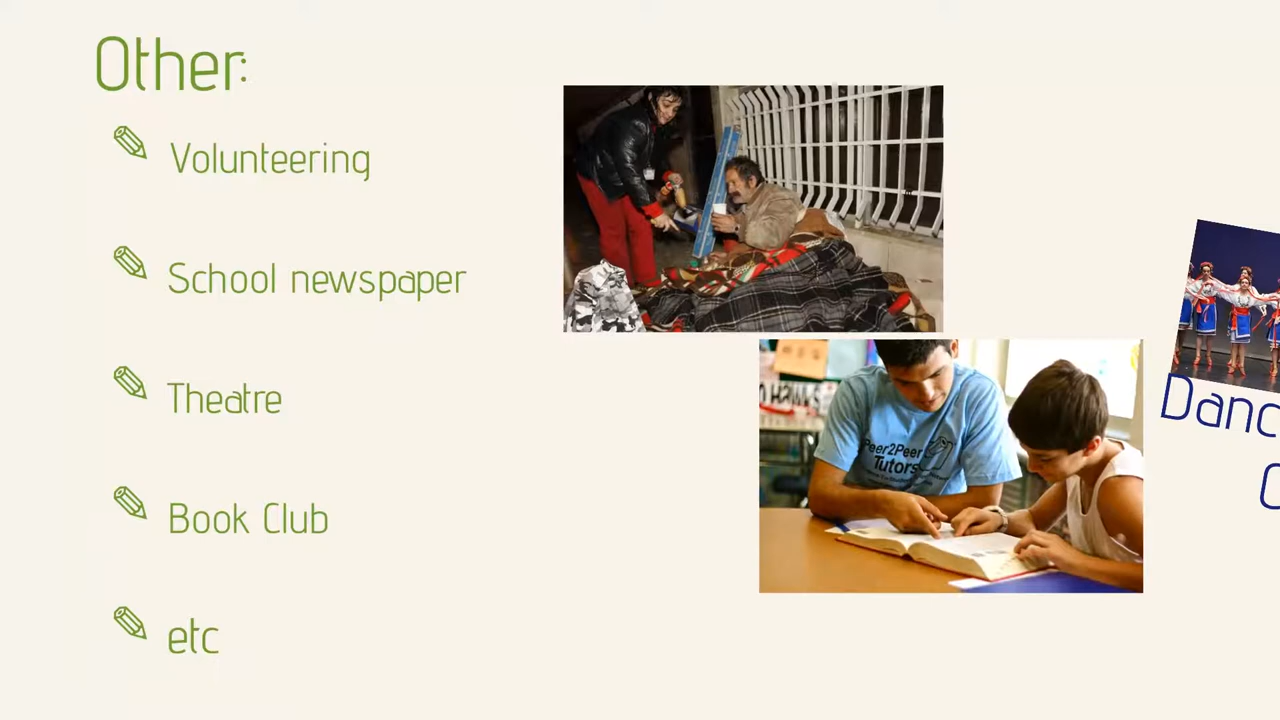 Other:
Volunteering
School newspaper
Theatre
Book Club
etc
Peer2Peer
Tutors
Danc